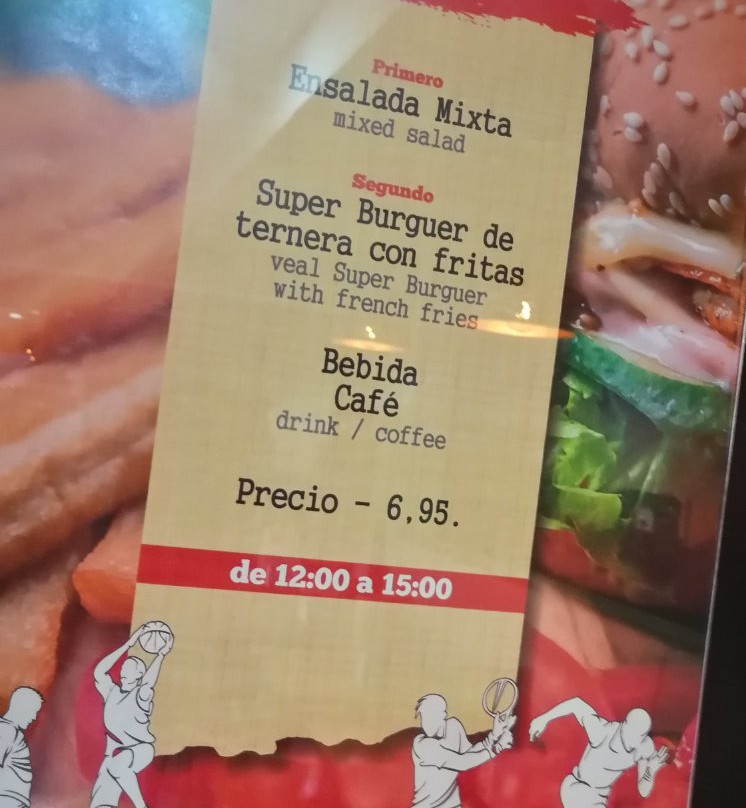 Primero
Ensalada Mixta
mixed salad
Segundo
Super Burguer de
ternera con fritas
veal Super Burguer
with french fries
Bebida
Café
drink / coffee
Precio - 6,95.
de 12:00 a 15:00